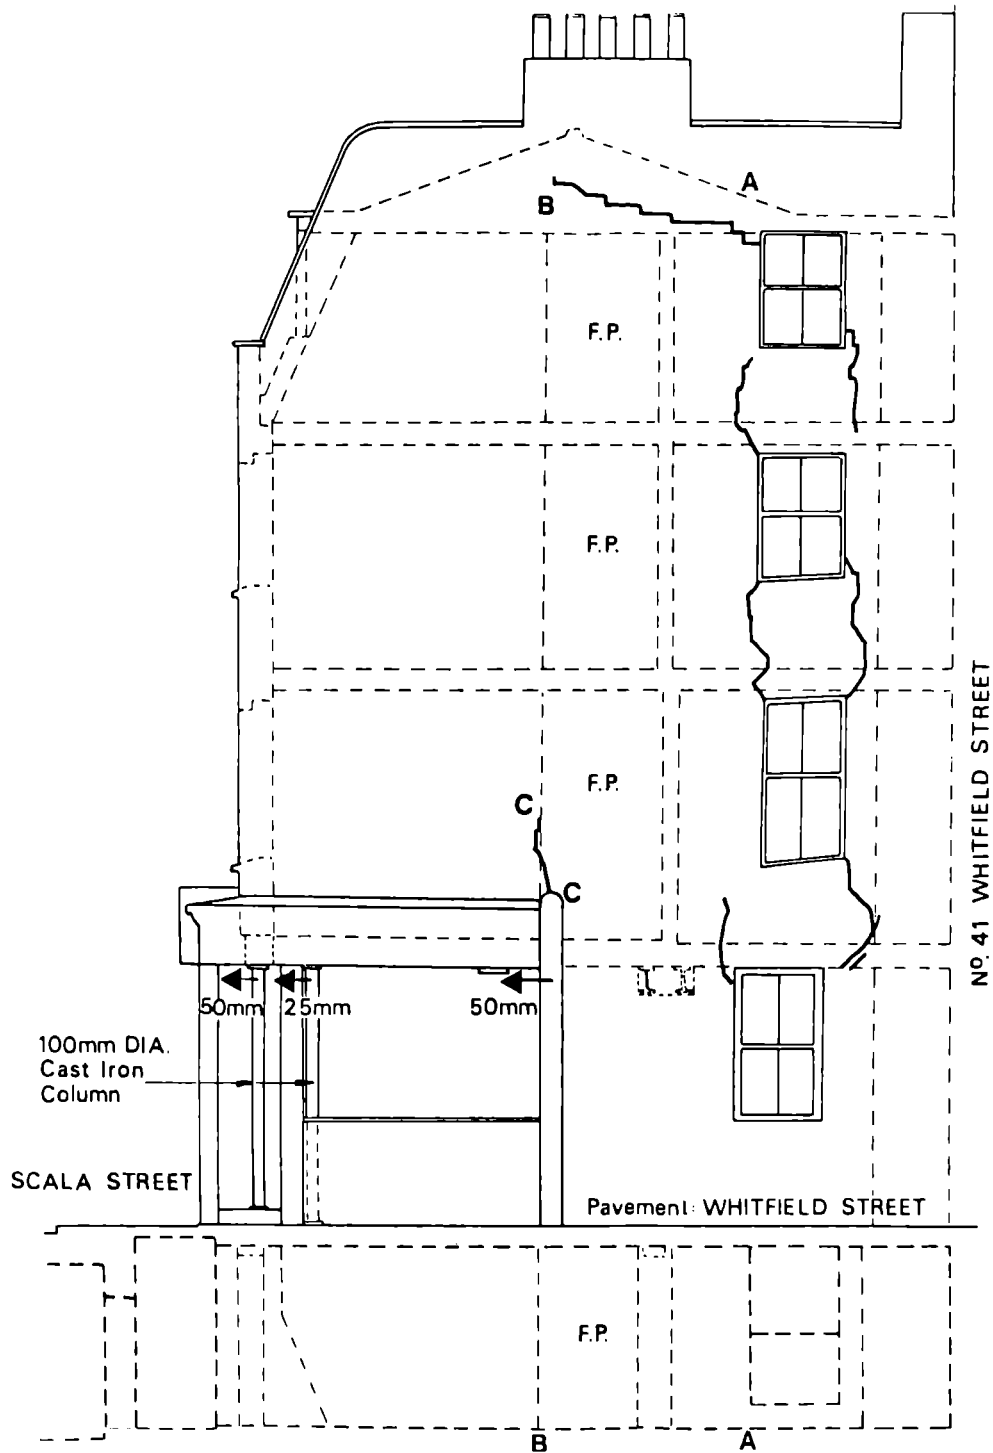 A
B
F.P.
F.P.
F.P.
C
C
50mm
25mm
50mm
100mm DIA.
Cast Iron
Column
SCALA STREET
Pavement: WHITFIELD STREET
No. 41 WHITFIELD STREET
F.P.
B
A